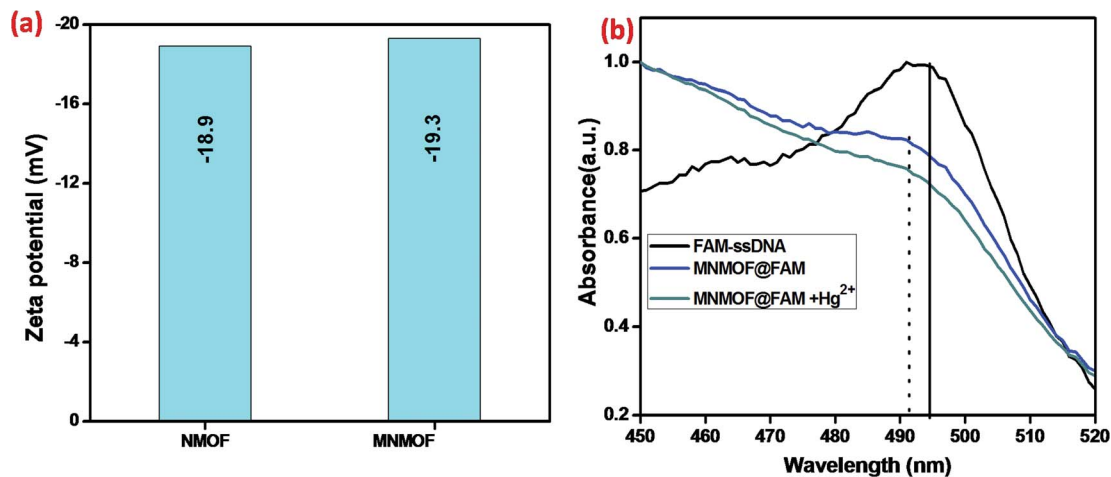 (a)
-20
-16
-12
-8
-4
0
Zeta potential (mV)
-18.9
-19.3
NMOF
MNMOF
(b)
1.0
0.8
0.6
0.4
0.2
Absorbance(a.u.)
FAM-ssDNA
MNMOF@FAM
MNMOF@FAM +Hg²⁺
450 460 470 480 490 500 510 520
Wavelength (nm)